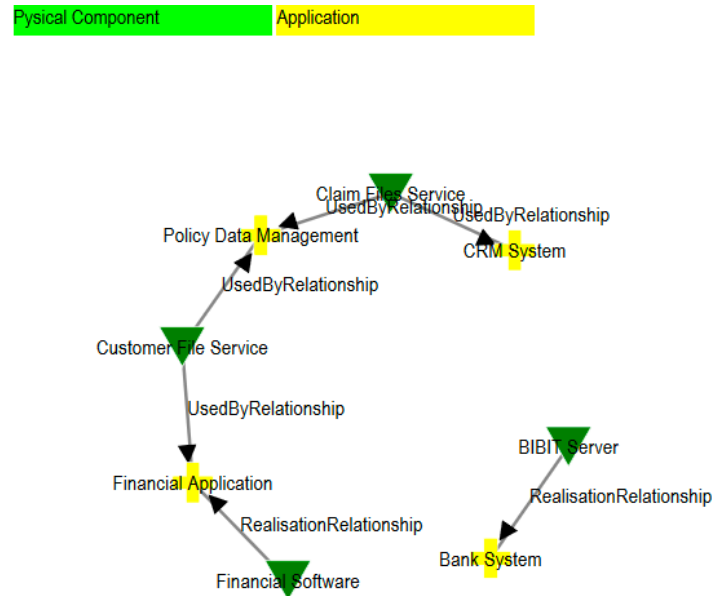 Pysical Component
Application
Claim Files Service
UsedByRelationship
UsedByRelationship
Policy Data Management
CRM System
UsedByRelationship
Customer File Service
UsedByRelationship
BIBIT Server
Financial Application
RealisationRelationship
RealisationRelationship
Bank System
Financial Software